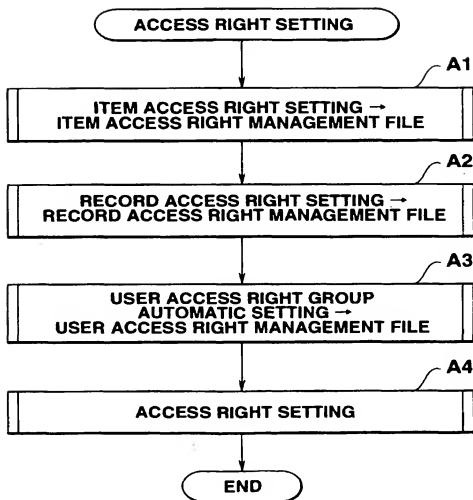 ACCESS RIGHT SETTING
A1
ITEM ACCESS RIGHT SETTING →
ITEM ACCESS RIGHT MANAGEMENT FILE
A2
RECORD ACCESS RIGHT SETTING →
RECORD ACCESS RIGHT MANAGEMENT FILE
A3
USER ACCESS RIGHT GROUP
AUTOMATIC SETTING →
USER ACCESS RIGHT MANAGEMENT FILE
A4
ACCESS RIGHT SETTING
END